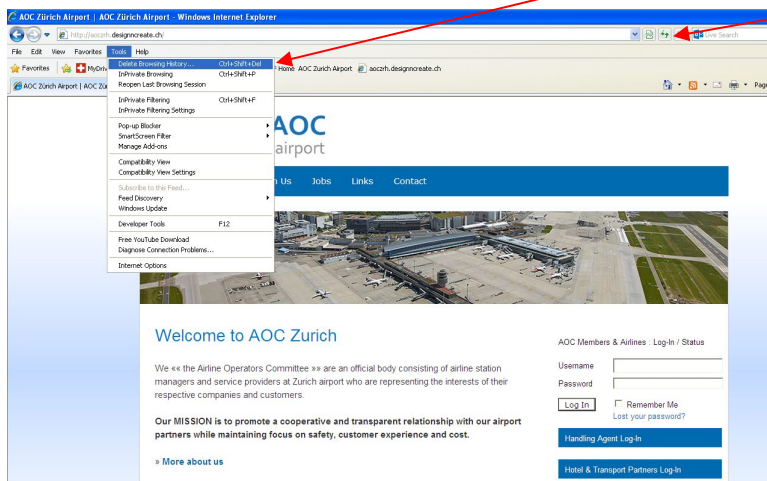 AOC Zürich Airport | AOC Zürich Airport - Windows Internet Explorer
http://aoczrh.designncreate.ch/
Live Search
File Edit View Favorites Tools Help
Favorites MyDriv Home AOC Zurich Airport aoczrh.designncreate.ch
AOC Zürich Airport | AOC Zür Page
Delete Browsing History... Ctrl+Shift+Del
InPrivate Browsing Ctrl+Shift+P
Reopen Last Browsing Session
InPrivate Filtering Ctrl+Shift+F
InPrivate Filtering Settings
Pop-up Blocker
SmartScreen Filter
Manage Add-ons
Compatibility View
Compatibility View Settings
Subscribe to this Feed...
Feed Discovery
Windows Update
Developer Tools F12
Free YouTube Download
Diagnose Connection Problems...
Internet Options
AOC
airport
Us Jobs Links Contact
Welcome to AOC Zurich
We «« the Airline Operators Committee »» are an official body consisting of airline station
managers and service providers at Zurich airport who are representing the interests of their
respective companies and customers.
Our MISSION is to promote a cooperative and transparent relationship with our airport
partners while maintaining focus on safety, customer experience and cost.
» More about us
AOC Members & Airlines : Log-In / Status
Username
Password
Log In Remember Me
Lost your password?
Handling Agent Log-In
Hotel & Transport Partners Log-In